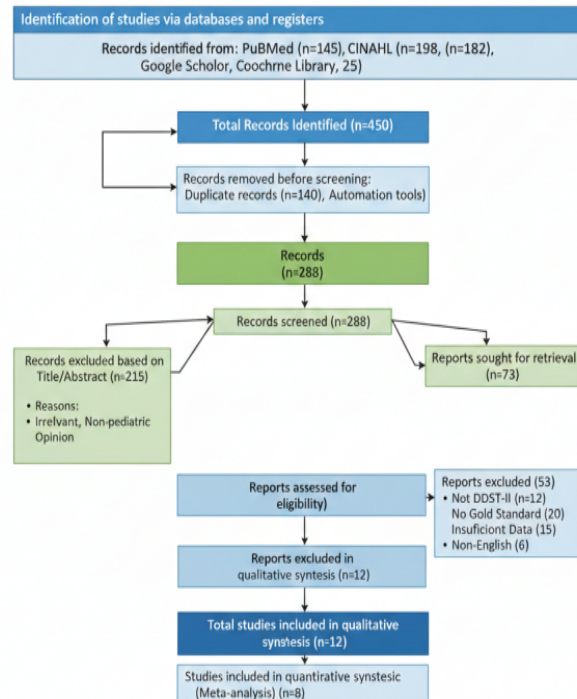 Identification of studies via databases and registers
Records identified from: PuBMed (n=145), CINAHL (n=198, (n=182),
Google Scholor, Coochrne Library, 25)
Total Records Identified (n=450)
Records removed before screening:
Duplicate records (n=140), Automation tools)
Records
(n=288)
Records screened (n=288)
Records excluded based on
Title/Abstract (n=215)
• Reasons:
• Irrelvant, Non-pediatric
Opinion
Reports sought for retrieval
(n=73)
Reports assessed for
eligibility)
Reports excluded (53)
• Not DDST-II (n=12)
No Gold Standard (20)
Insuficiont Data (15)
• Non-English (6)
Reports excluded in
qualitative syntesis (n=12)
Total studies included in qualitative
synstesis (n=12)
Studies included in quantirative synstesic
(Meta-analysis) (n=8)